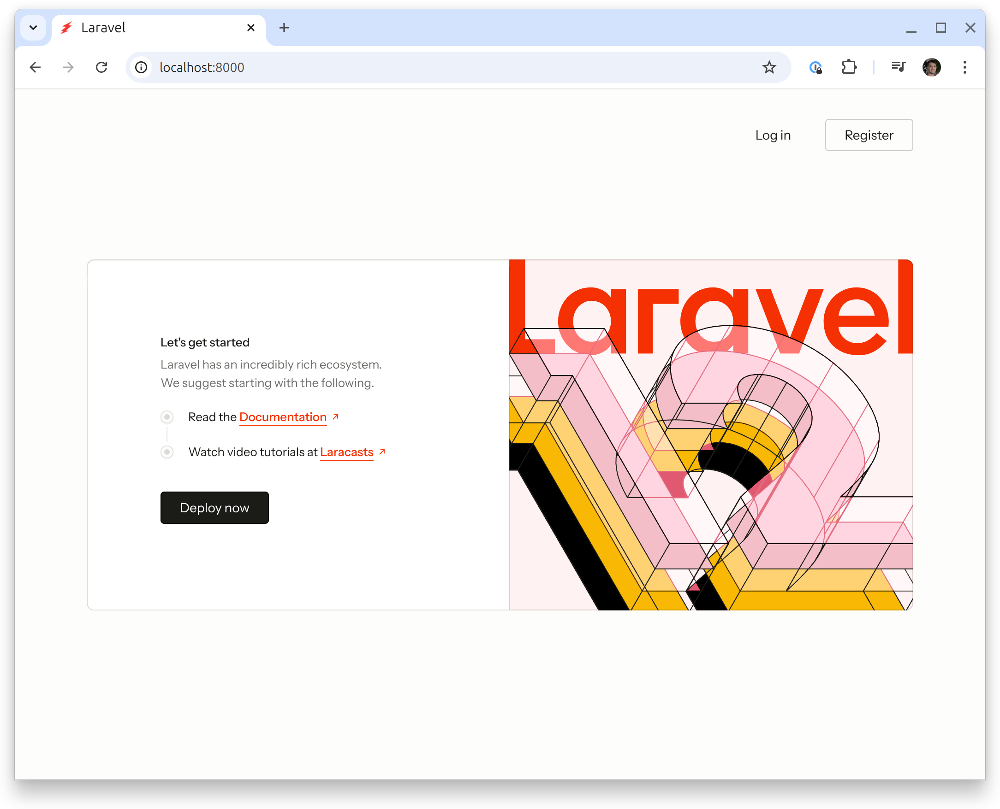 Laravel
localhost:8000
Log in
Register
Let's get started
Laravel has an incredibly rich ecosystem.
We suggest starting with the following.
Read the Documentation
Watch video tutorials at Laracasts
Deploy now
Laravel